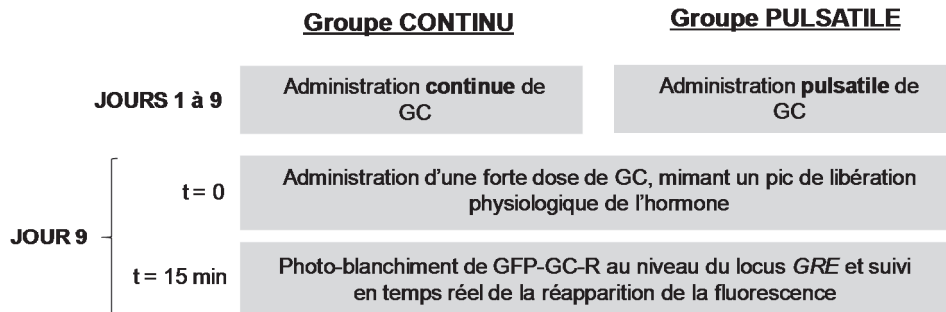 Groupe CONTINU
Groupe PULSATILE
JOURS 1 à 9
Administration continue de
GC
Administration pulsatile de
GC
JOUR 9
t = 0
Administration d'une forte dose de GC, mimant un pic de libération
physiologique de l'hormone
t = 15 min
Photo-blanchiment de GFP-GC-R au niveau du locus GRE et suivi
en temps réel de la réapparition de la fluorescence